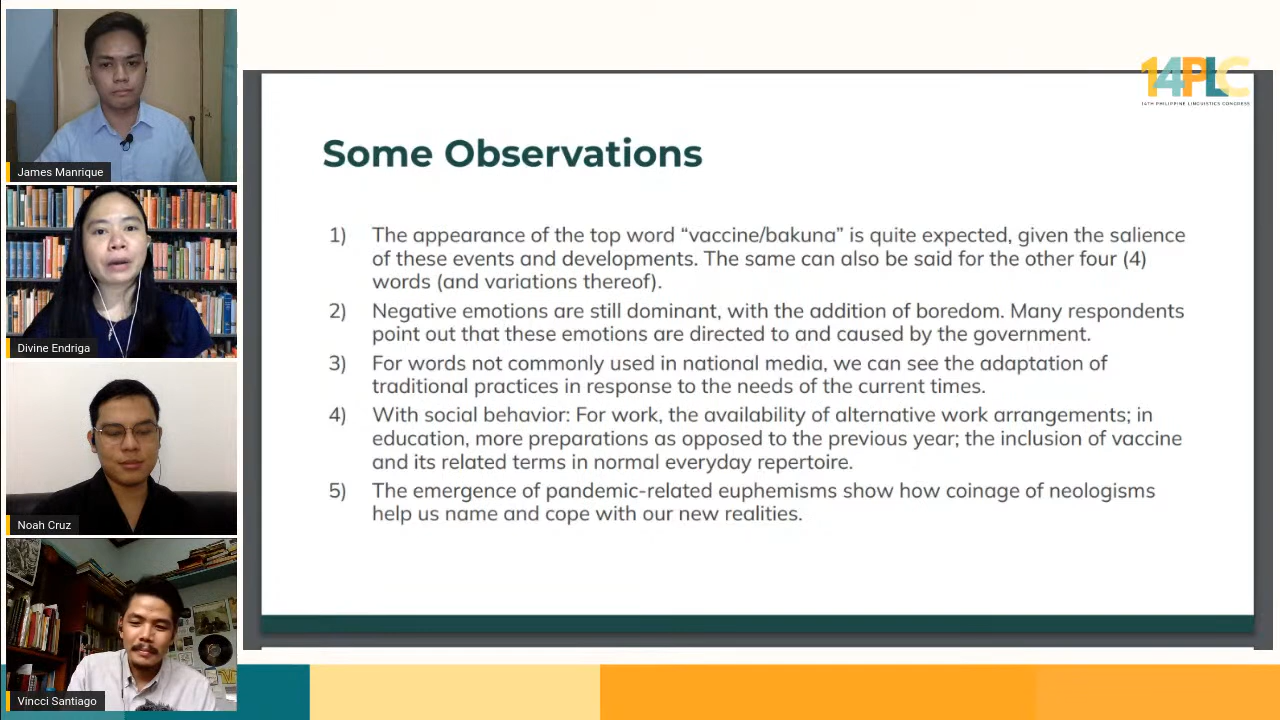 James Manrique
Divine Endriga
Noah Cruz
Vincci Santiago
14PLC
14TH PHILIPPINE LINGUISTICS CONGRESS
Some Observations
1) The appearance of the top word “vaccine/bakuna” is quite expected, given the salience
of these events and developments. The same can also be said for the other four (4)
words (and variations thereof).
2) Negative emotions are still dominant, with the addition of boredom. Many respondents
point out that these emotions are directed to and caused by the government.
3) For words not commonly used in national media, we can see the adaptation of
traditional practices in response to the needs of the current times.
4) With social behavior: For work, the availability of alternative work arrangements; in
education, more preparations as opposed to the previous year; the inclusion of vaccine
and its related terms in normal everyday repertoire.
5) The emergence of pandemic-related euphemisms show how coinage of neologisms
help us name and cope with our new realities.